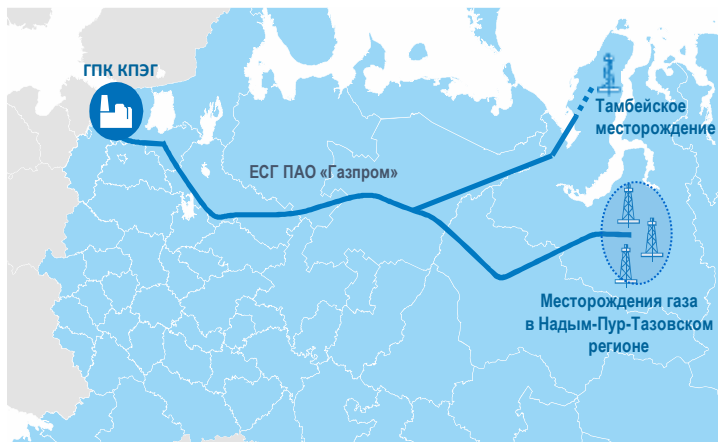 ГПК КПЭГ
Тамбейское
месторождение
ЕСГ ПАО «Газпром»
Месторождения газа
в Надым-Пур-Тазовском
регионе